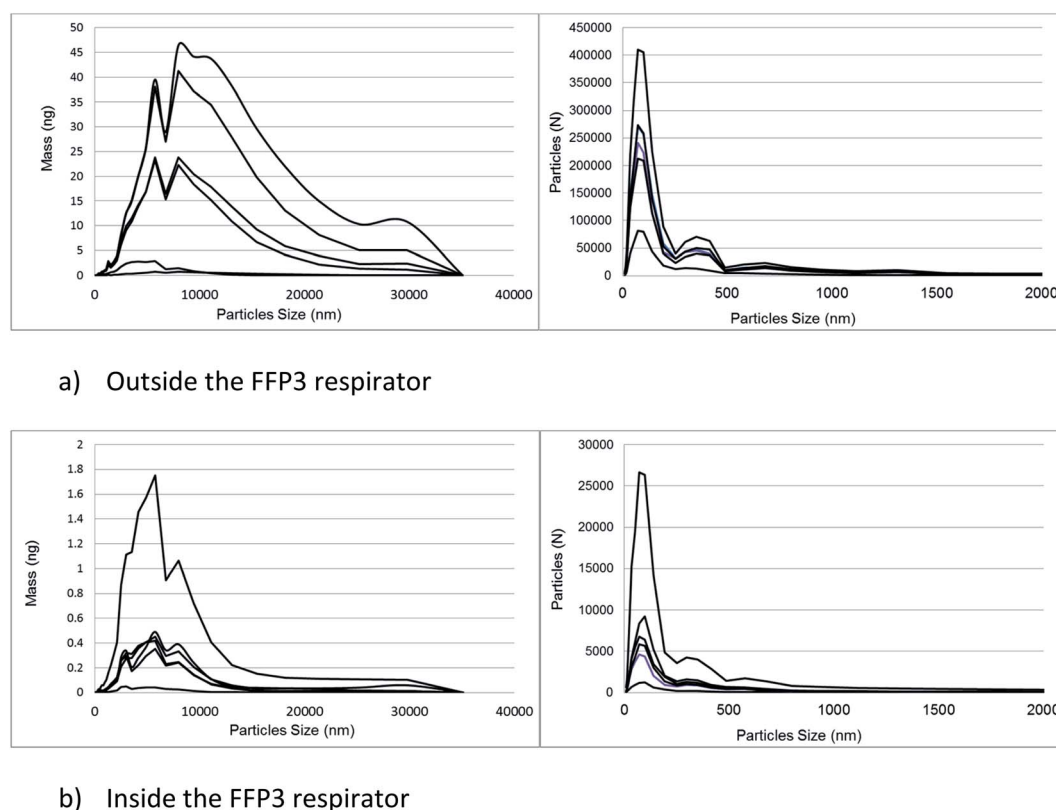 50
45
40
35
30
25
20
15
10
5
0
Mass (ng)
0 10000 20000 30000 40000
Particles Size (nm)
450000
400000
350000
300000
250000
200000
150000
100000
50000
0
Particles (N)
0 500 1000 1500 2000
Particles Size (nm)
a) Outside the FFP3 respirator
2
1.8
1.6
1.4
1.2
1
0.8
0.6
0.4
0.2
0
Mass (ng)
0 10000 20000 30000 40000
Particles Size (nm)
30000
25000
20000
15000
10000
5000
0
Particles (N)
0 500 1000 1500 2000
Particles Size (nm)
b) Inside the FFP3 respirator